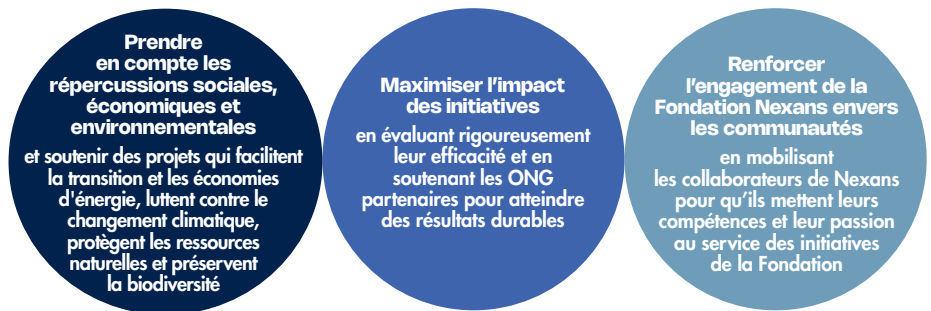 Prendre
en compte les
répercussions sociales,
économiques et
environnementales
et soutenir des projets qui facilitent
la transition et les économies
d'énergie, luttent contre le
changement climatique,
protègent les ressources
naturelles et préservent
la biodiversité
Maximiser l’impact
des initiatives
en évaluant rigoureusement
leur efficacité et en
soutenant les ONG
partenaires pour atteindre
des résultats durables
Renforcer
l’engagement de la
Fondation Nexans envers
les communautés
en mobilisant
les collaborateurs de Nexans
pour qu’ils mettent leurs
compétences et leur passion
au service des initiatives
de la Fondation